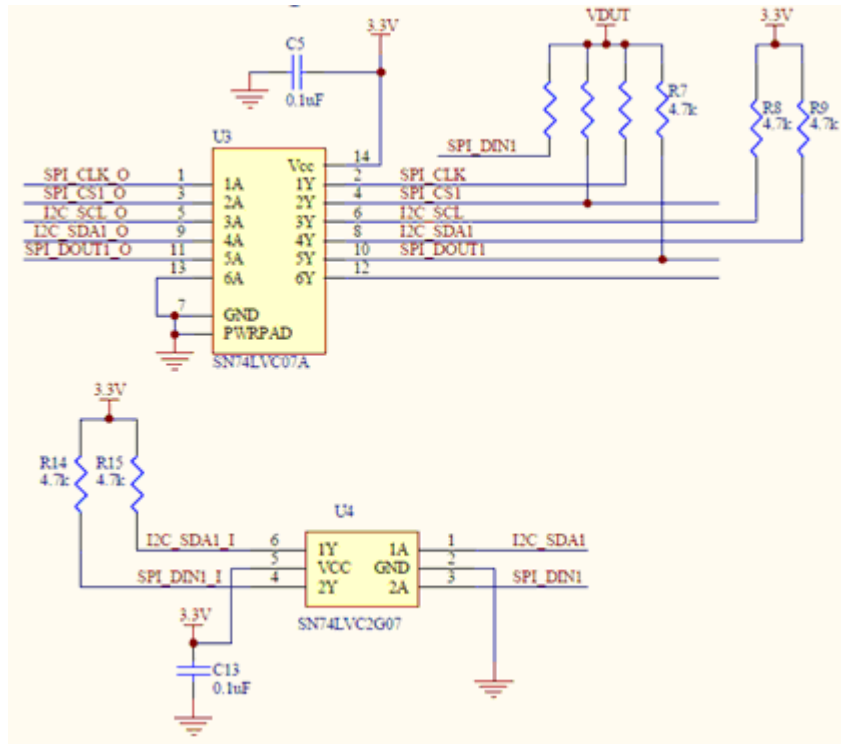 3.3V
VDUT
3.3V
C5
0.1uF
R7
4.7k
R8
4.7k
R9
4.7k
U3
SPI_DIN1
Vcc 14
SPI_CLK_O 1 1A 1Y 2 SPI_CLK
SPI_CS1_O 3 2A 2Y 4 SPI_CS1
I2C_SCL_O 5 3A 3Y 6 I2C_SCL
I2C_SDA1_O 9 4A 4Y 8 I2C_SDA1
SPI_DOUT1_O 11 5A 5Y 10 SPI_DOUT1
13 6A 6Y 12
7 GND
PWRPAD
SN74LVC07A
3.3V
R14
4.7k
R15
4.7k
U4
I2C_SDA1_I 6 1Y 1A 1 I2C_SDA1
5 VCC GND 2
SPI_DIN1_I 4 2Y 2A 3 SPI_DIN1
SN74LVC2G07
3.3V
C13
0.1uF